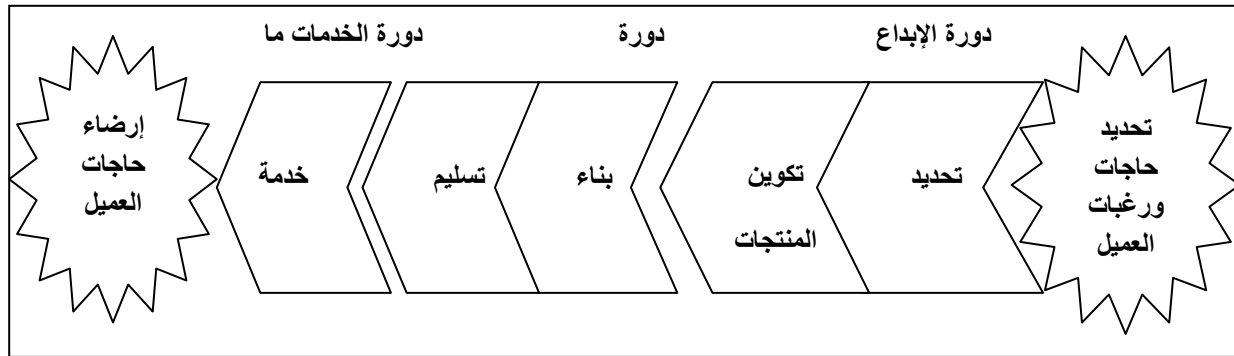 دورة الإبداع
دورة
دورة الخدمات ما
تحديد
حاجات
ورغبات
العميل
تحديد
تكوين
المنتجات
بناء
تسليم
خدمة
إرضاء
حاجات
العميل